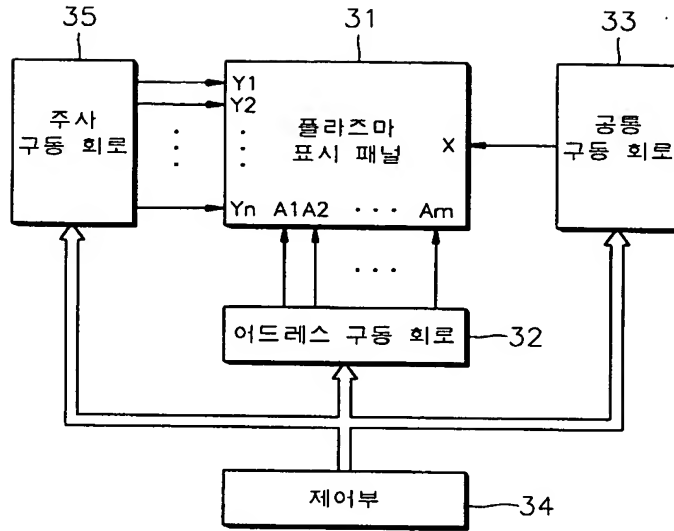 35
31
33
주사
구동 회로
Y1
Y2
Yn
플라즈마
표시 패널
X
A1 A2 ··· Am
공통
구동 회로
어드레스 구동 회로
32
제어부
34